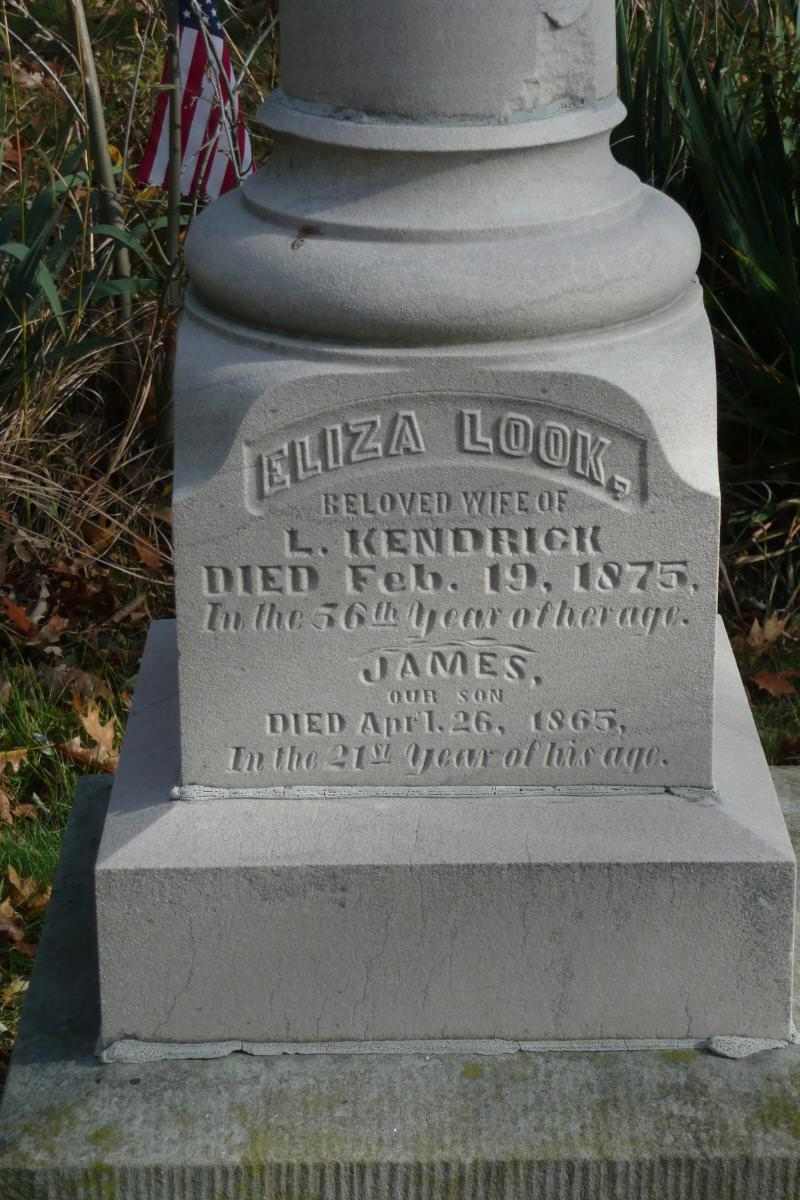 ELIZA LOOK,
BELOVED WIFE OF
L. KENDRICK
DIED Feb. 19, 1875,
In the 56th Year of her age.
JAMES,
OUR SON
DIED Apr'l. 26, 1865,
In the 21st Year of his age.